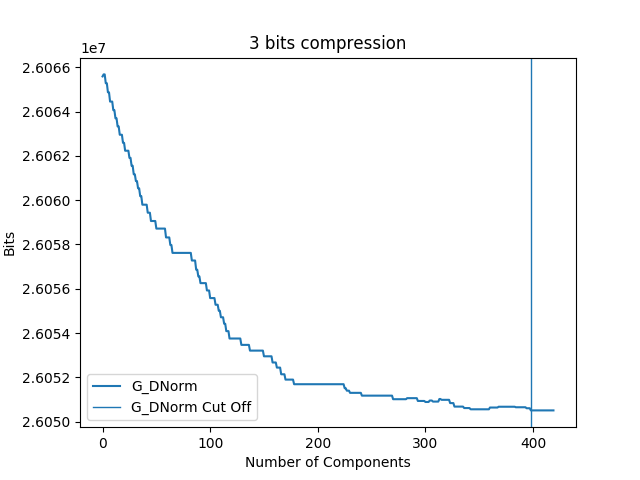 3 bits compression
1e7
2.6066
2.6064
2.6062
2.6060
2.6058
2.6056
2.6054
2.6052
2.6050
Bits
G_DNorm
G_DNorm Cut Off
0 100 200 300 400
Number of Components